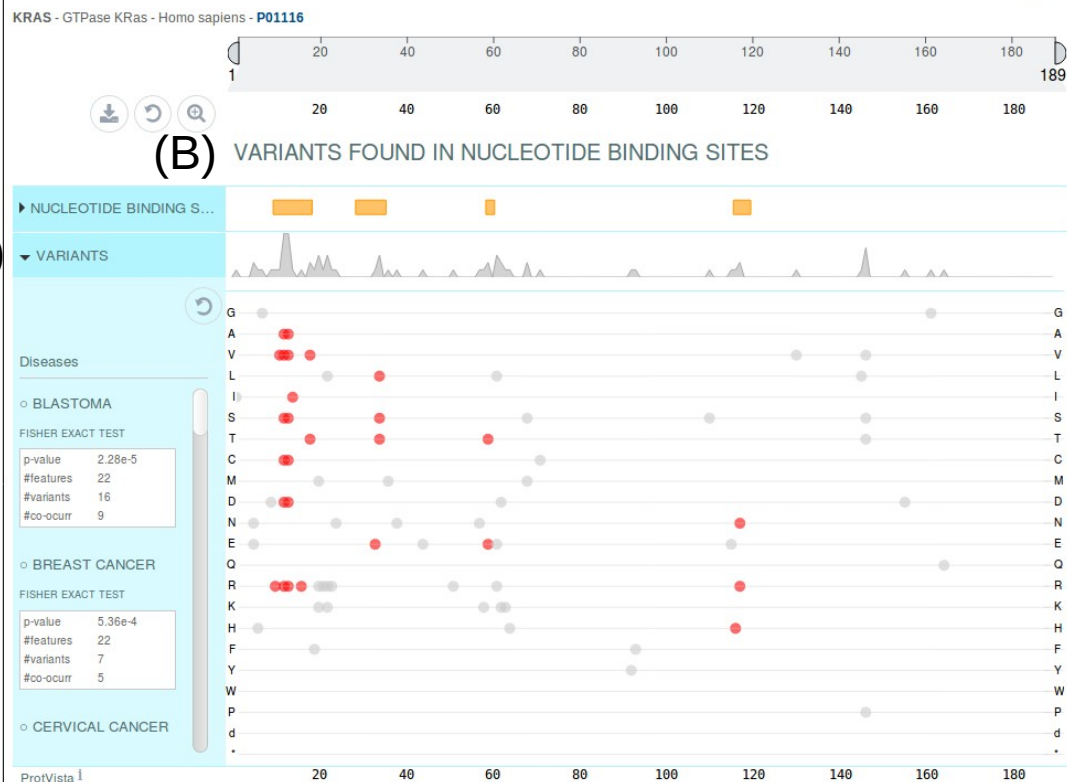 KRAS - GTPase KRas - Homo sapiens - P01116
20 40 60 80 100 120 140 160 180
1 189
20 40 60 80 100 120 140 160 180
(B) VARIANTS FOUND IN NUCLEOTIDE BINDING SITES
NUCLEOTIDE BINDING S...
) VARIANTS
G G
A A
V V
Diseases
L L
I I
BLASTOMA
S S
FISHER EXACT TEST
T T
p-value 2.28e-5
C C
#features 22
M M
#variants 16
D D
#co-ocurr 9
N N
E E
BREAST CANCER
Q Q
FISHER EXACT TEST
R R
K K
p-value 5.36e-4
H H
#features 22
F F
#variants 7
Y Y
#co-ocurr 5
W W
P P
CERVICAL CANCER
d d
* *
ProtVista i
20 40 60 80 100 120 140 160 180